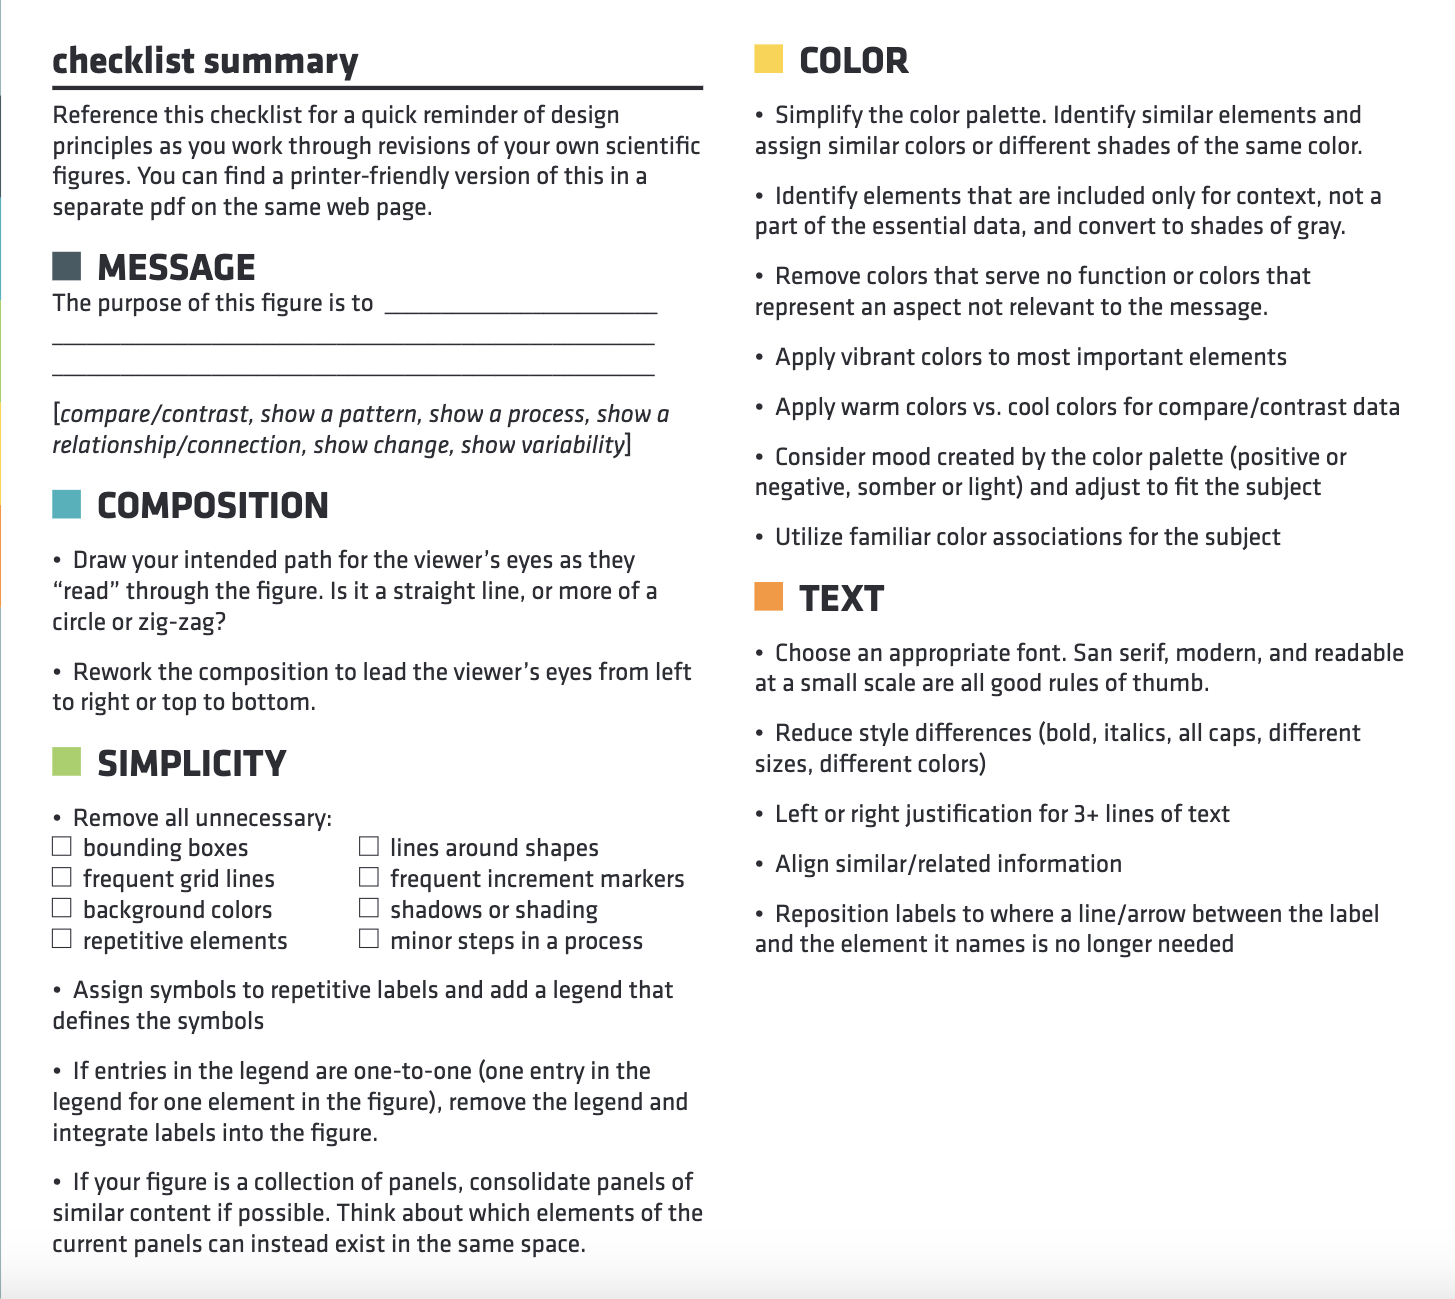 checklist summary
Reference this checklist for a quick reminder of design
principles as you work through revisions of your own scientific
figures. You can find a printer-friendly version of this in a
separate pdf on the same web page.
MESSAGE
The purpose of this figure is to ____________________
____________________________________________
____________________________________________
[compare/contrast, show a pattern, show a process, show a
relationship/connection, show change, show variability]
COMPOSITION
• Draw your intended path for the viewer’s eyes as they
“read” through the figure. Is it a straight line, or more of a
circle or zig-zag?
• Rework the composition to lead the viewer’s eyes from left
to right or top to bottom.
SIMPLICITY
• Remove all unnecessary:
☐ bounding boxes ☐ lines around shapes
☐ frequent grid lines ☐ frequent increment markers
☐ background colors ☐ shadows or shading
☐ repetitive elements ☐ minor steps in a process
• Assign symbols to repetitive labels and add a legend that
defines the symbols
• If entries in the legend are one-to-one (one entry in the
legend for one element in the figure), remove the legend and
integrate labels into the figure.
• If your figure is a collection of panels, consolidate panels of
similar content if possible. Think about which elements of the
current panels can instead exist in the same space.
COLOR
• Simplify the color palette. Identify similar elements and
assign similar colors or different shades of the same color.
• Identify elements that are included only for context, not a
part of the essential data, and convert to shades of gray.
• Remove colors that serve no function or colors that
represent an aspect not relevant to the message.
• Apply vibrant colors to most important elements
• Apply warm colors vs. cool colors for compare/contrast data
• Consider mood created by the color palette (positive or
negative, somber or light) and adjust to fit the subject
• Utilize familiar color associations for the subject
TEXT
• Choose an appropriate font. San serif, modern, and readable
at a small scale are all good rules of thumb.
• Reduce style differences (bold, italics, all caps, different
sizes, different colors)
• Left or right justification for 3+ lines of text
• Align similar/related information
• Reposition labels to where a line/arrow between the label
and the element it names is no longer needed